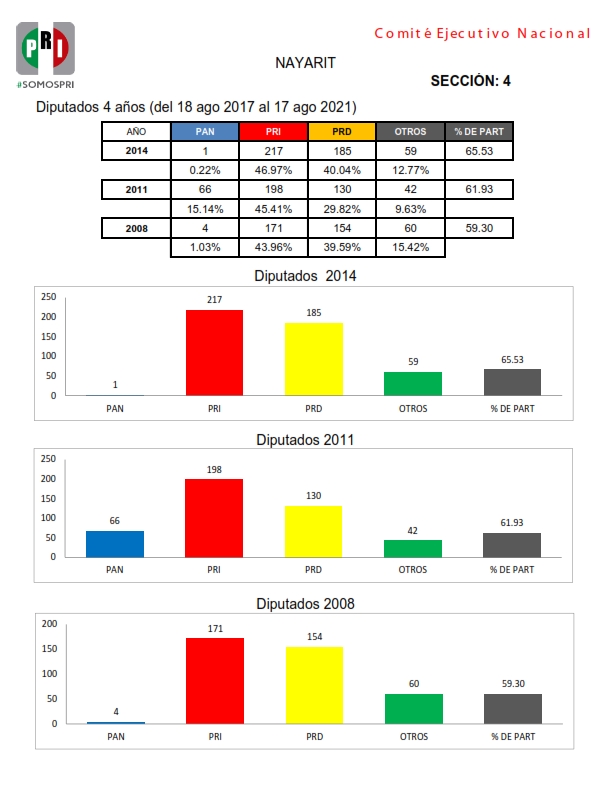 Comité Ejecutivo Nacional
PRI
#SOMOSPRI
NAYARIT
SECCIÓN: 4
Diputados 4 años (del 18 ago 2017 al 17 ago 2021)
AÑO PAN PRI PRD OTROS % DE PART
2014 1 217 185 59 65.53
0.22% 46.97% 40.04% 12.77%
2011 66 198 130 42 61.93
15.14% 45.41% 29.82% 9.63%
2008 4 171 154 60 59.30
1.03% 43.96% 39.59% 15.42%
Diputados 2014
250
200
150
100
50
0
1 217 185 59 65.53
PAN PRI PRD OTROS % DE PART
Diputados 2011
250
200
150
100
50
0
66 198 130 42 61.93
PAN PRI PRD OTROS % DE PART
Diputados 2008
200
150
100
50
0
4 171 154 60 59.30
PAN PRI PRD OTROS % DE PART